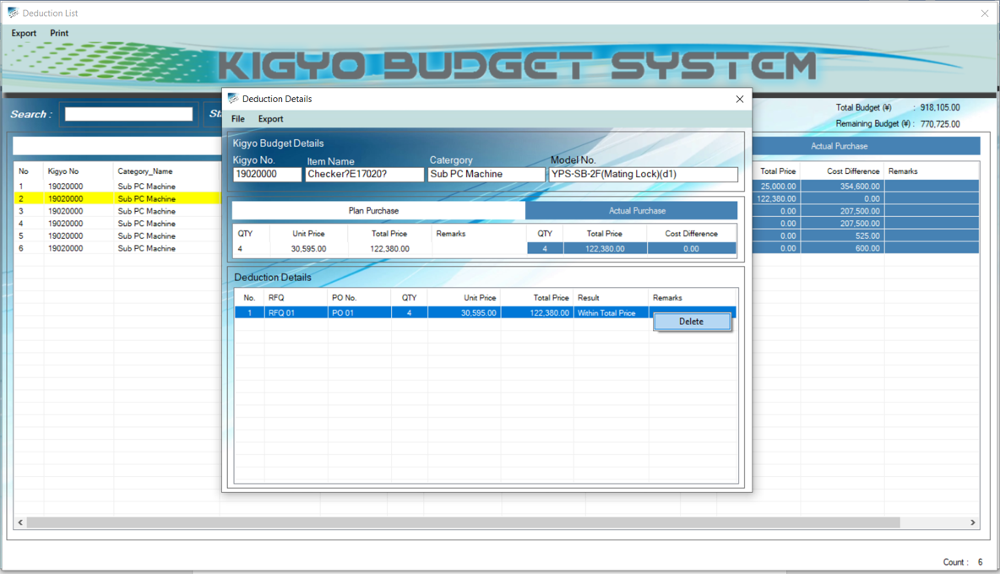 Deduction List
Export Print
KIGYO BUDGET SYSTEM
Search :
Total Budget (¥) : 918,105.00
Remaining Budget (¥) : 770,725.00
Actual Purchase
No Kigyo No Category_Name Total Price Cost Difference Remarks
1 19020000 Sub PC Machine 25,000.00 354,600.00
2 19020000 Sub PC Machine 122,380.00 0.00
3 19020000 Sub PC Machine 0.00 207,500.00
4 19020000 Sub PC Machine 0.00 207,500.00
5 19020000 Sub PC Machine 0.00 525.00
6 19020000 Sub PC Machine 0.00 600.00
Deduction Details
File Export
Kigyo Budget Details
Kigyo No. Item Name Catergory Model No.
19020000 Checker?E17020? Sub PC Machine YPS-SB-2F(Mating Lock)(d1)
Plan Purchase Actual Purchase
QTY Unit Price Total Price Remarks QTY Total Price Cost Difference
4 30,595.00 122,380.00 4 122,380.00 0.00
Deduction Details
No. RFQ PO No. QTY Unit Price Total Price Result Remarks
1 RFQ 01 PO 01 4 30,595.00 122,380.00 Within Total Price
Delete
Count : 6